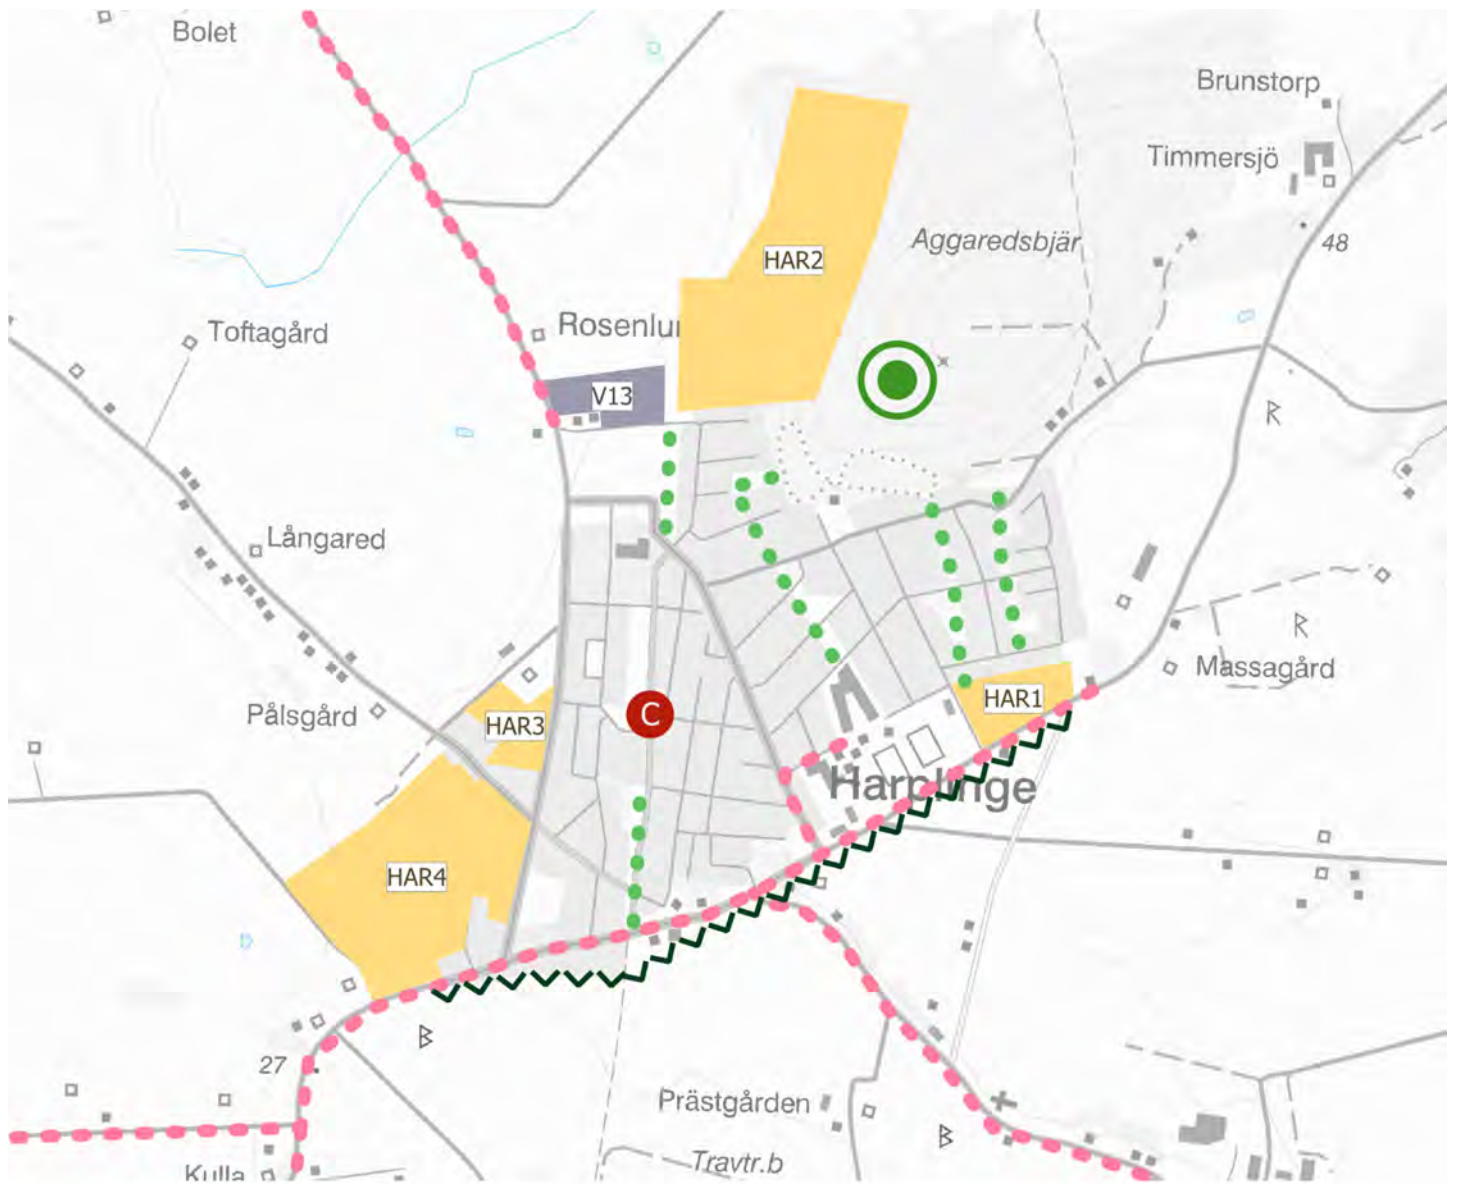 Bolet
Brunstorp
Timmersjö
Aggaredsbjär
48
HAR2
Rosenlu
Toftagård
V13
R
Långared
R
Massagård
Pålsgård
HAR3
C
HAR1
Harplinge
HAR4
B
27
Prästgården
B
Travtr.b
Kulla